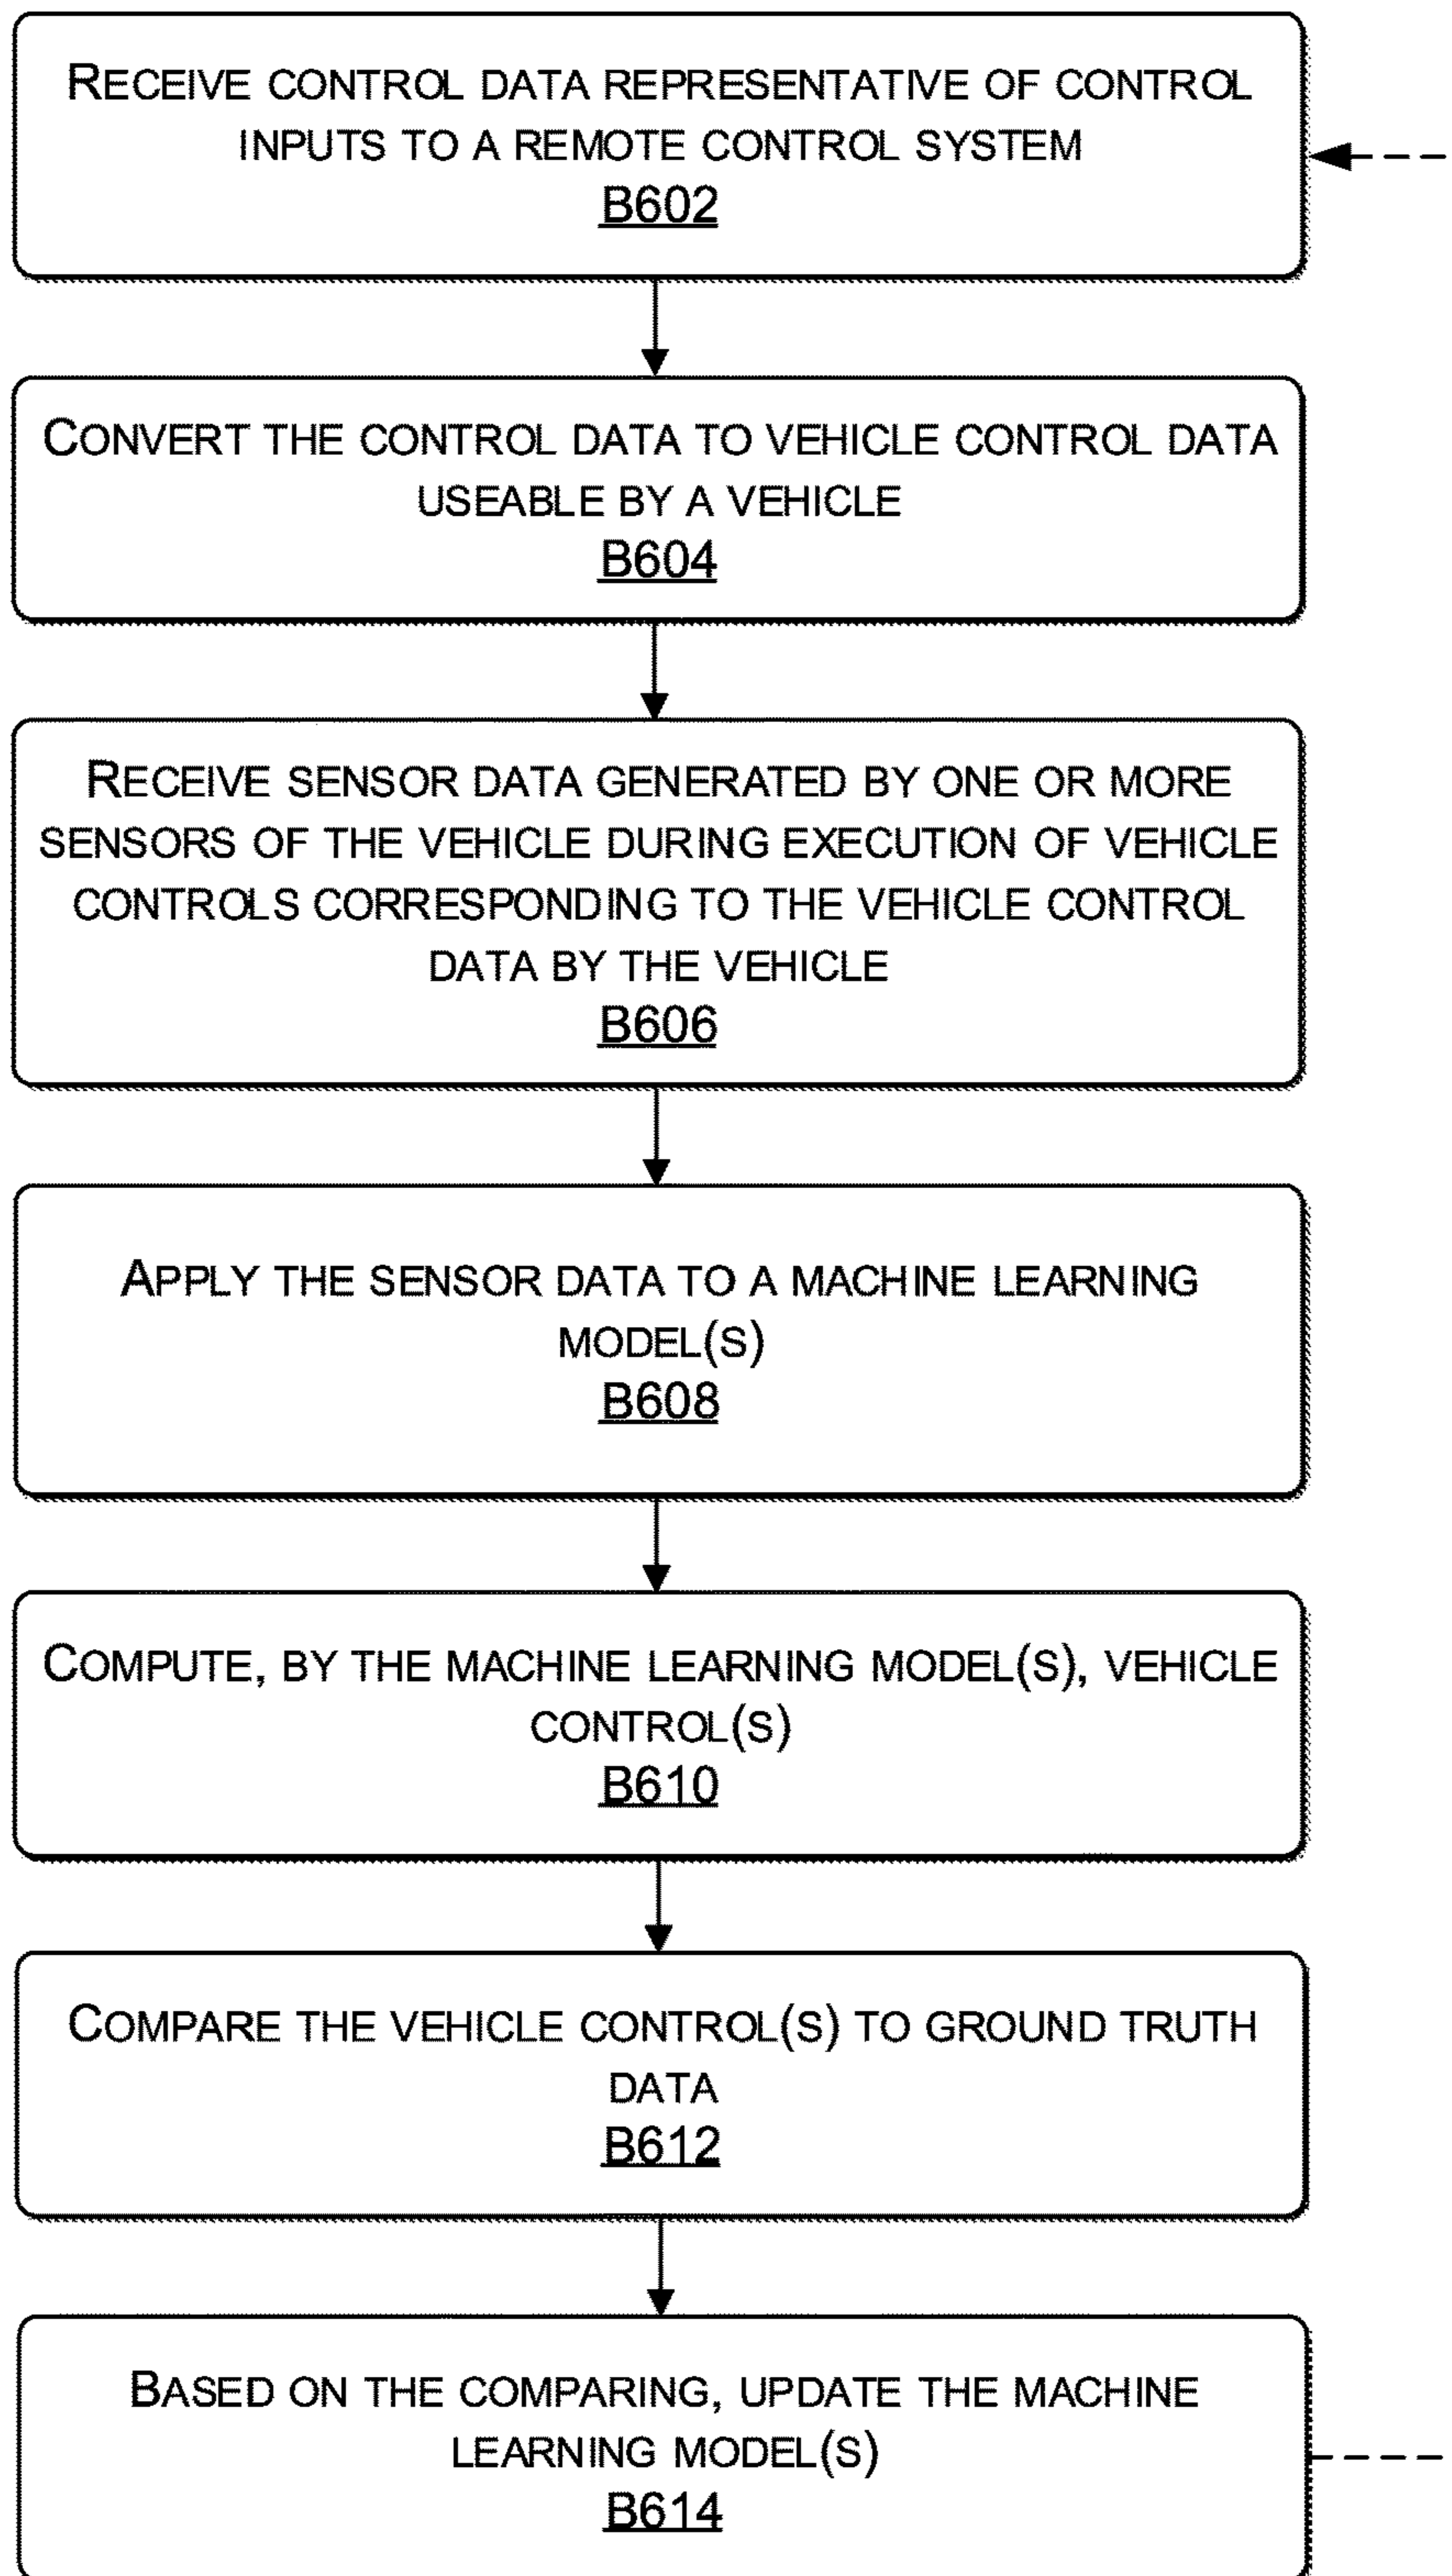 RECEIVE CONTROL DATA REPRESENTATIVE OF CONTROL
INPUTS TO A REMOTE CONTROL SYSTEM
B602
CONVERT THE CONTROL DATA TO VEHICLE CONTROL DATA
USEABLE BY A VEHICLE
B604
RECEIVE SENSOR DATA GENERATED BY ONE OR MORE
SENSORS OF THE VEHICLE DURING EXECUTION OF VEHICLE
CONTROLS CORRESPONDING TO THE VEHICLE CONTROL
DATA BY THE VEHICLE
B606
APPLY THE SENSOR DATA TO A MACHINE LEARNING
MODEL(S)
B608
COMPUTE, BY THE MACHINE LEARNING MODEL(S), VEHICLE
CONTROL(S)
B610
COMPARE THE VEHICLE CONTROL(S) TO GROUND TRUTH
DATA
B612
BASED ON THE COMPARING, UPDATE THE MACHINE
LEARNING MODEL(S)
B614